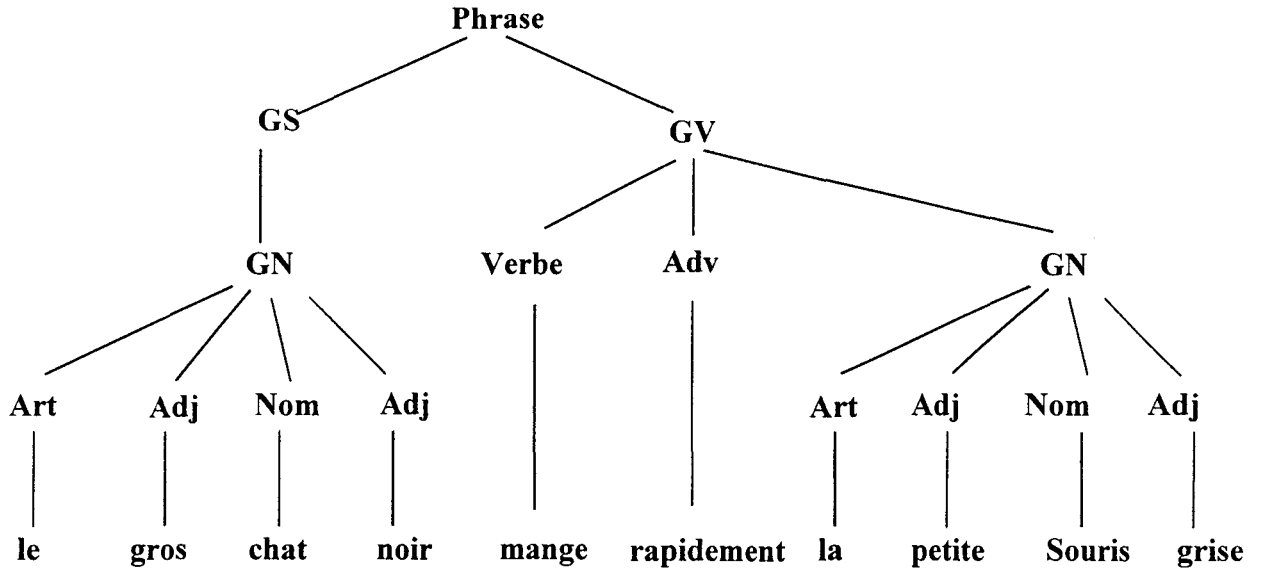 Phrase
GS GV
GN Verbe Adv GN
Art Adj Nom Adj Art Adj Nom Adj
le gros chat noir mange rapidement la petite Souris grise